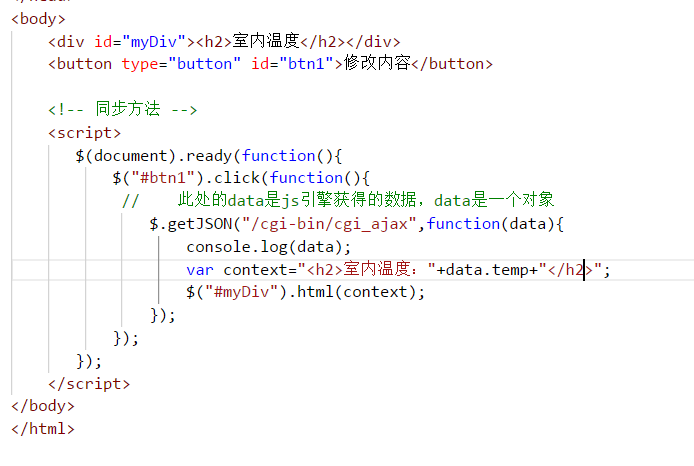 <body>
<div id="myDiv"><h2>室内温度</h2></div>
<button type="button" id="btn1">修改内容</button>
<!-- 同步方法 -->
<script>
$(document).ready(function(){
$("#btn1").click(function(){
// 此处的data是js引擎获得的数据，data是一个对象
$.getJSON("/cgi-bin/cgi_ajax",function(data){
console.log(data);
var context="<h2>室内温度："+data.temp+"</h2>";
$("#myDiv").html(context);
});
});
});
</script>
</body>
</html>